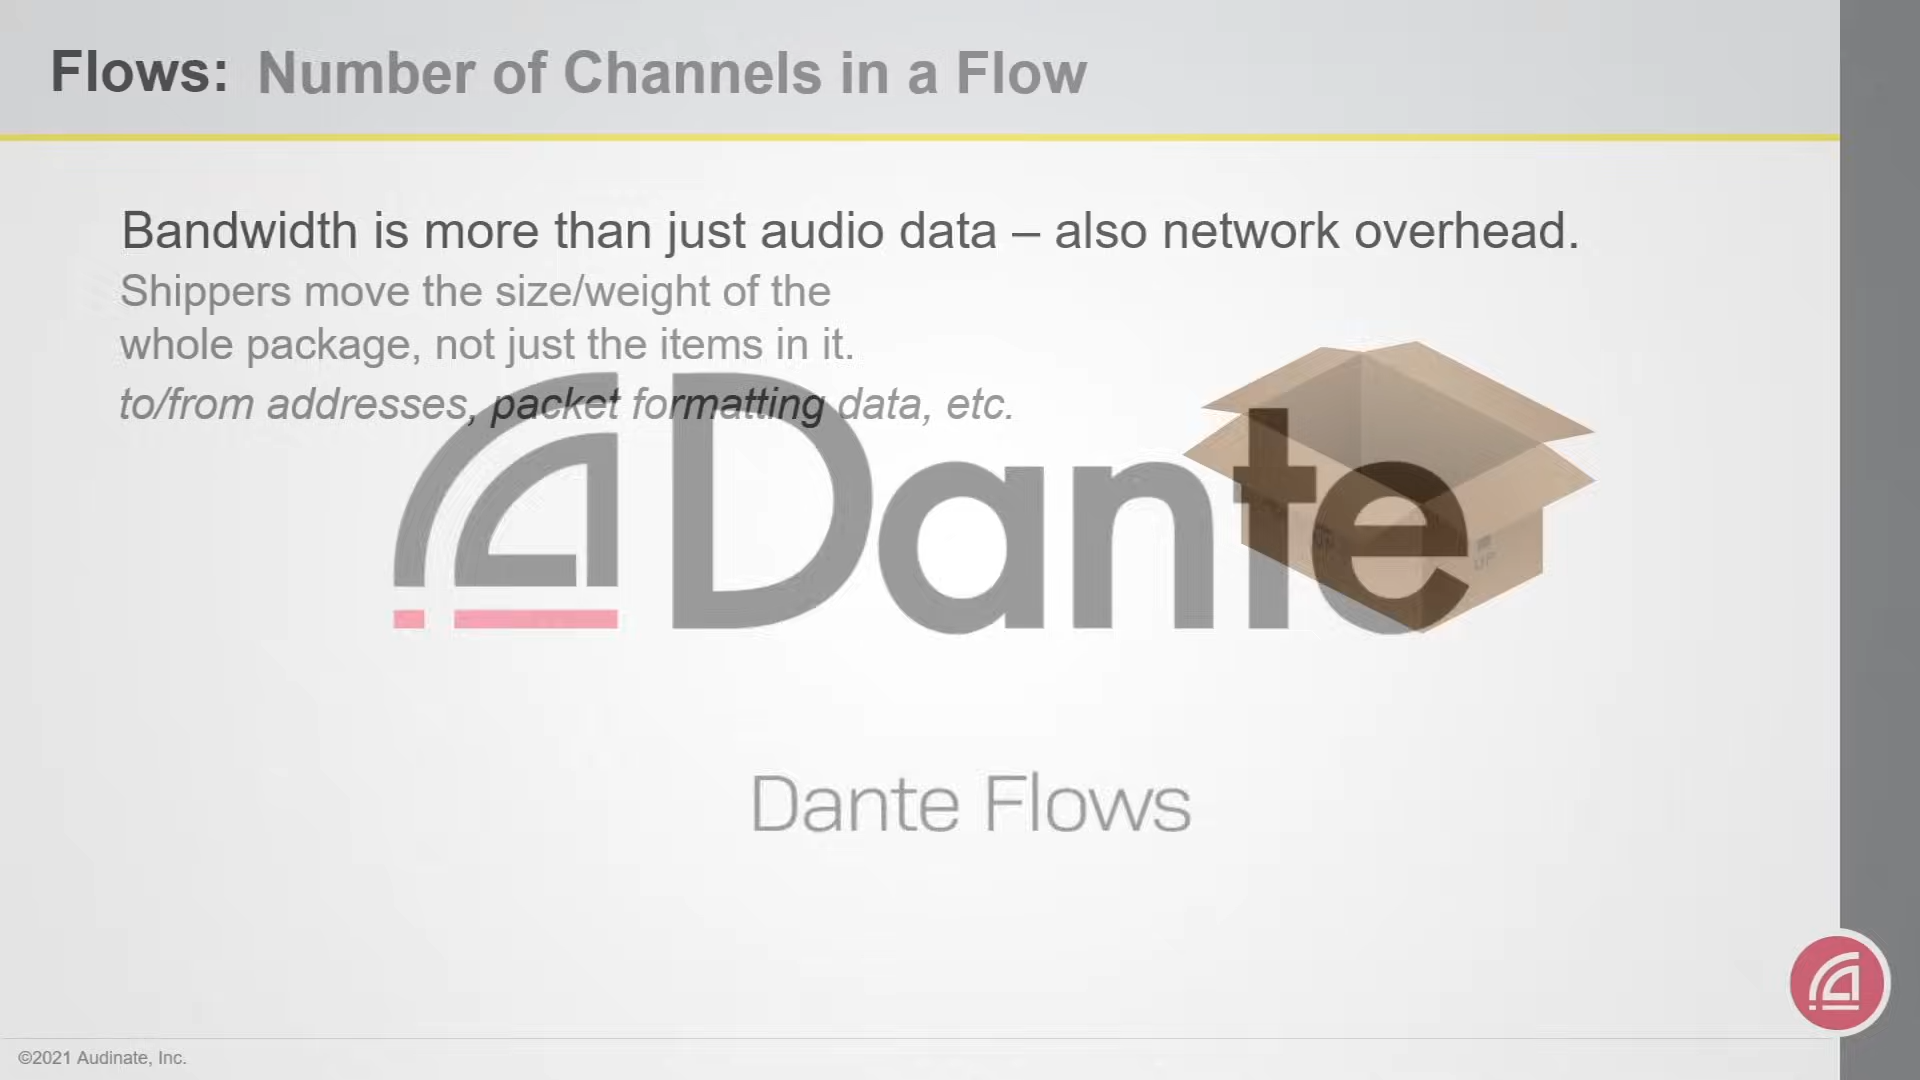 Flows: Number of Channels in a Flow
Bandwidth is more than just audio data – also network overhead.
Shippers move the size/weight of the
whole package, not just the items in it.
to/from addresses, packet formatting data, etc.
Dante
UP
Dante Flows
©2021 Audinate, Inc.